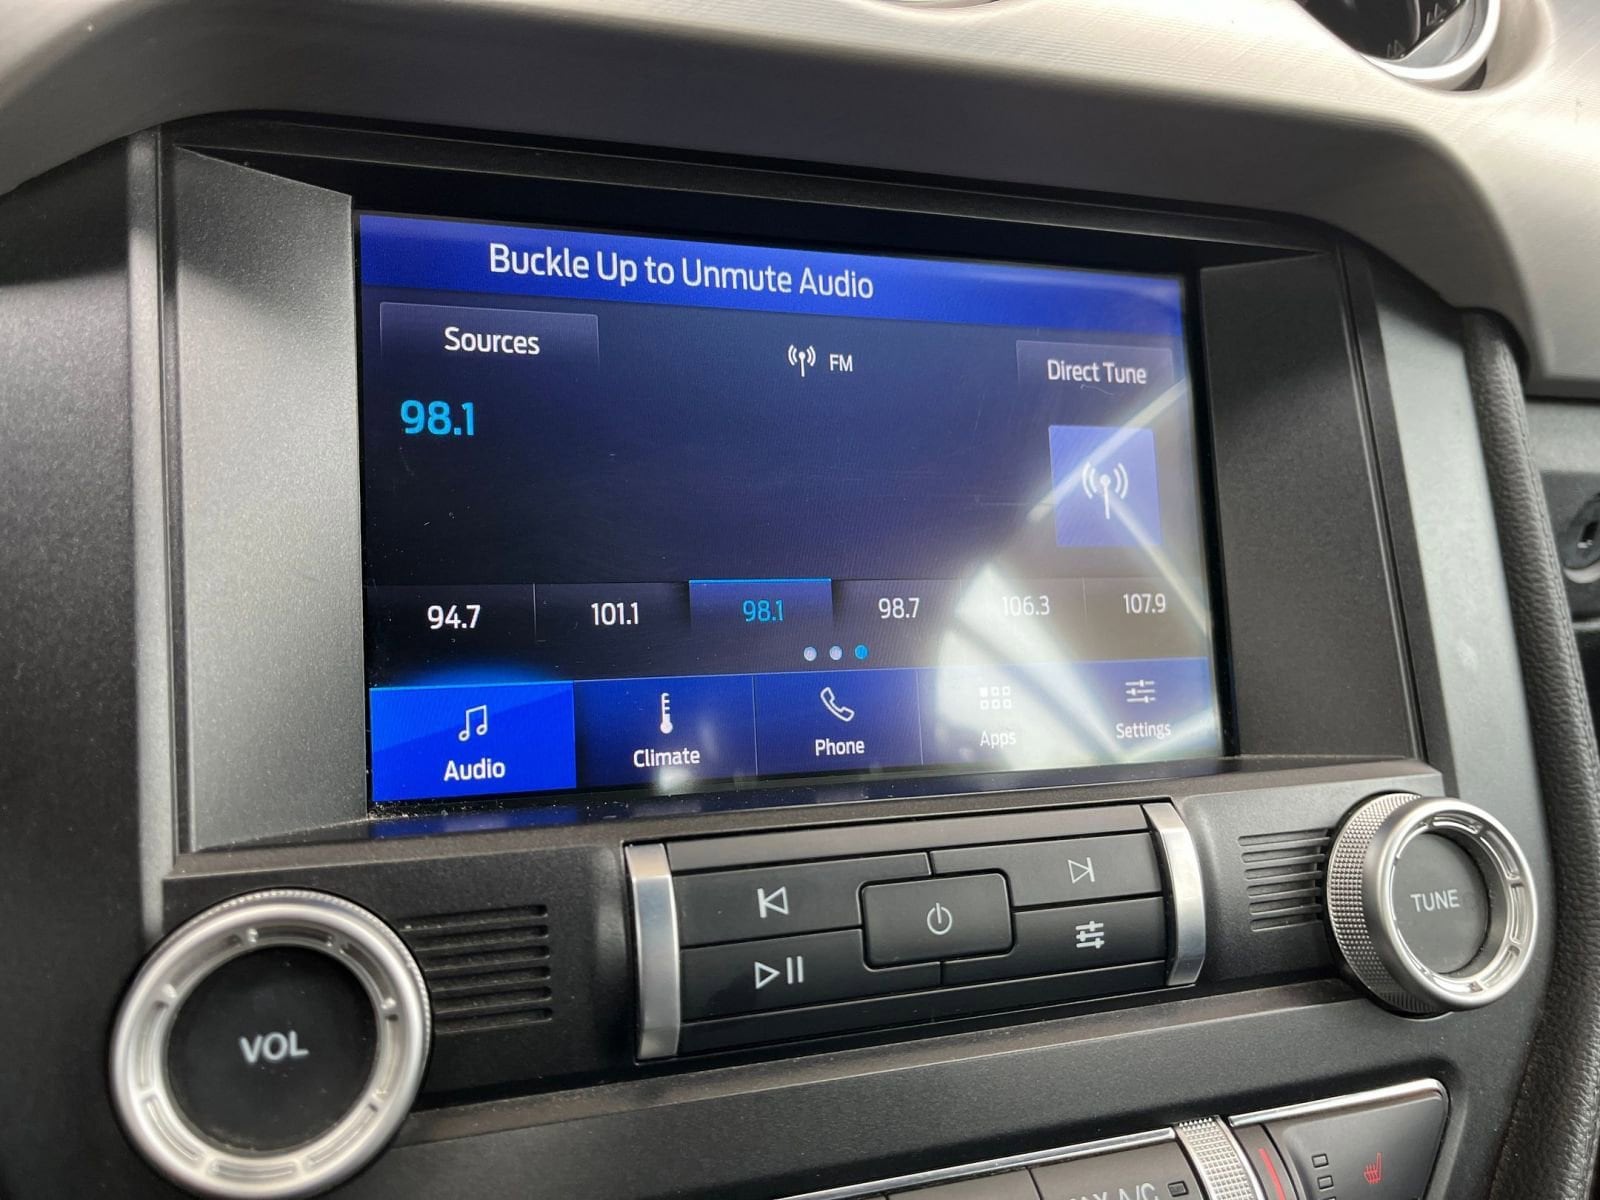 Buckle Up to Unmute Audio
Sources
FM
Direct Tune
98.1
94.7
101.1
98.1
98.7
106.3
107.9
Audio
Climate
Phone
Apps
Settings
VOL
TUNE
A/C